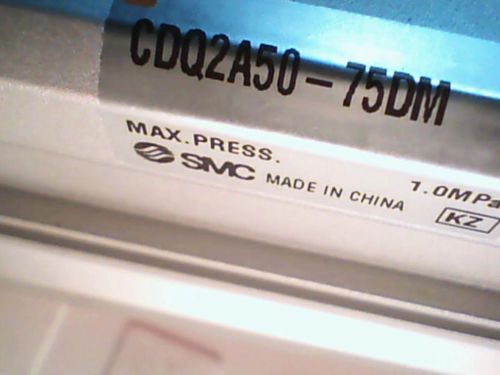 CDQ2A50-75DM
MAX.PRESS. 1.0MPa
SMC MADE IN CHINA KZ